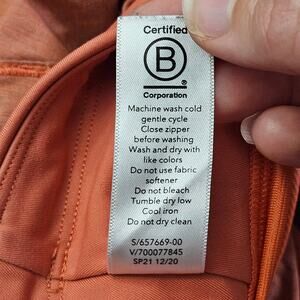 Certified
B
®
Corporation
Machine wash cold
gentle cycle
Close zipper
before washing
Wash and dry with
like colors
Do not use fabric
softener
Do not bleach
Tumble dry low
Cool iron
Do not dry clean
S/657669-00
V/700077845
SP21 12/20